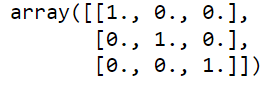 array([[1., 0., 0.],
       [0., 1., 0.],
       [0., 0., 1.]])